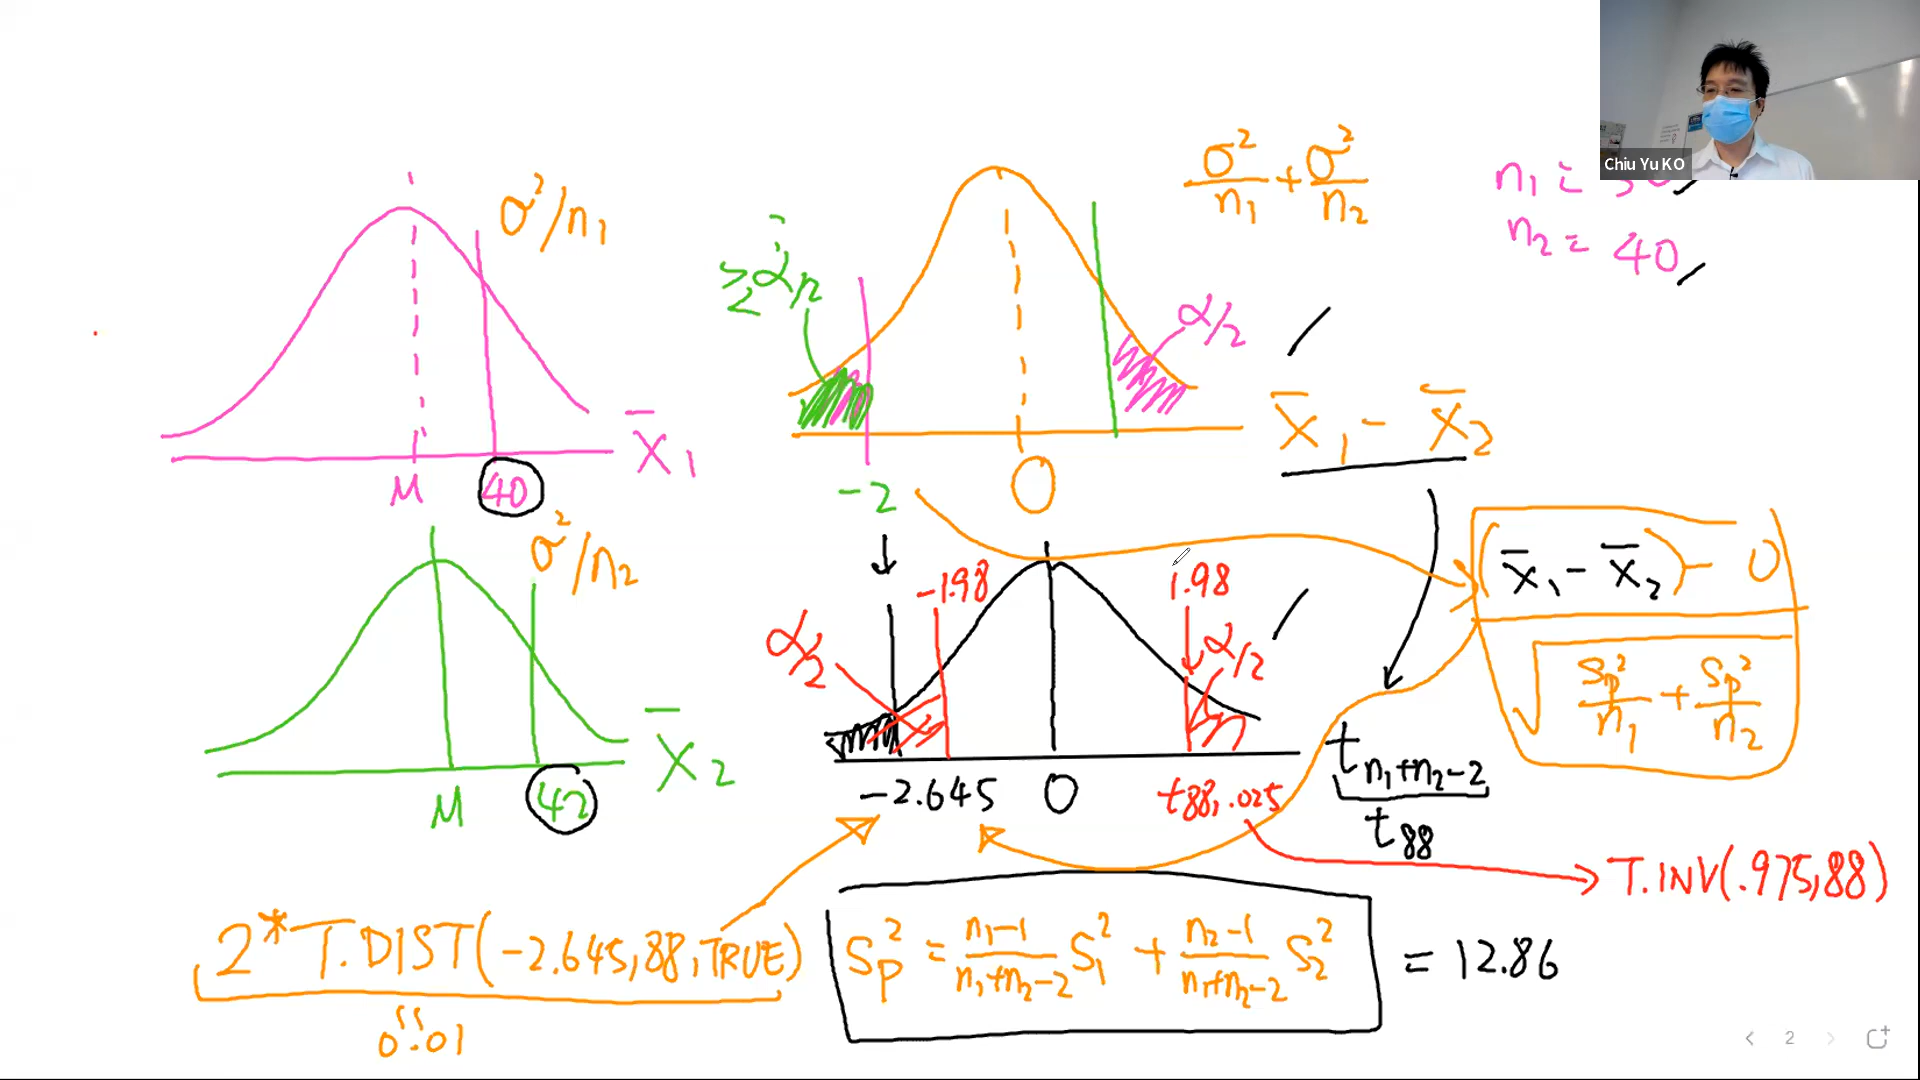 Chiu Yu KO
σ²/n₁
σ²/n₁ + σ²/n₂
n₁ = 50
n₂ = 40
≥ α/2
α/2
x̄₁
μ
40
-2
0
x̄₁ - x̄₂
σ²/n₂
x̄₂
μ
42
-1.98
1.98
α/2
α/2
-2.645
0
t88,.025
(x̄₁ - x̄₂) - 0
√ Sp²/n₁ + Sp²/n₂
tn₁+n₂-2
t88
T.INV(.975,88)
2*T.DIST(-2.645,88,TRUE)
0.01
Sp² = n₁-1/n₁+n₂-2 S₁² + n₂-1/n₁+n₂-2 S₂² = 12.86
2